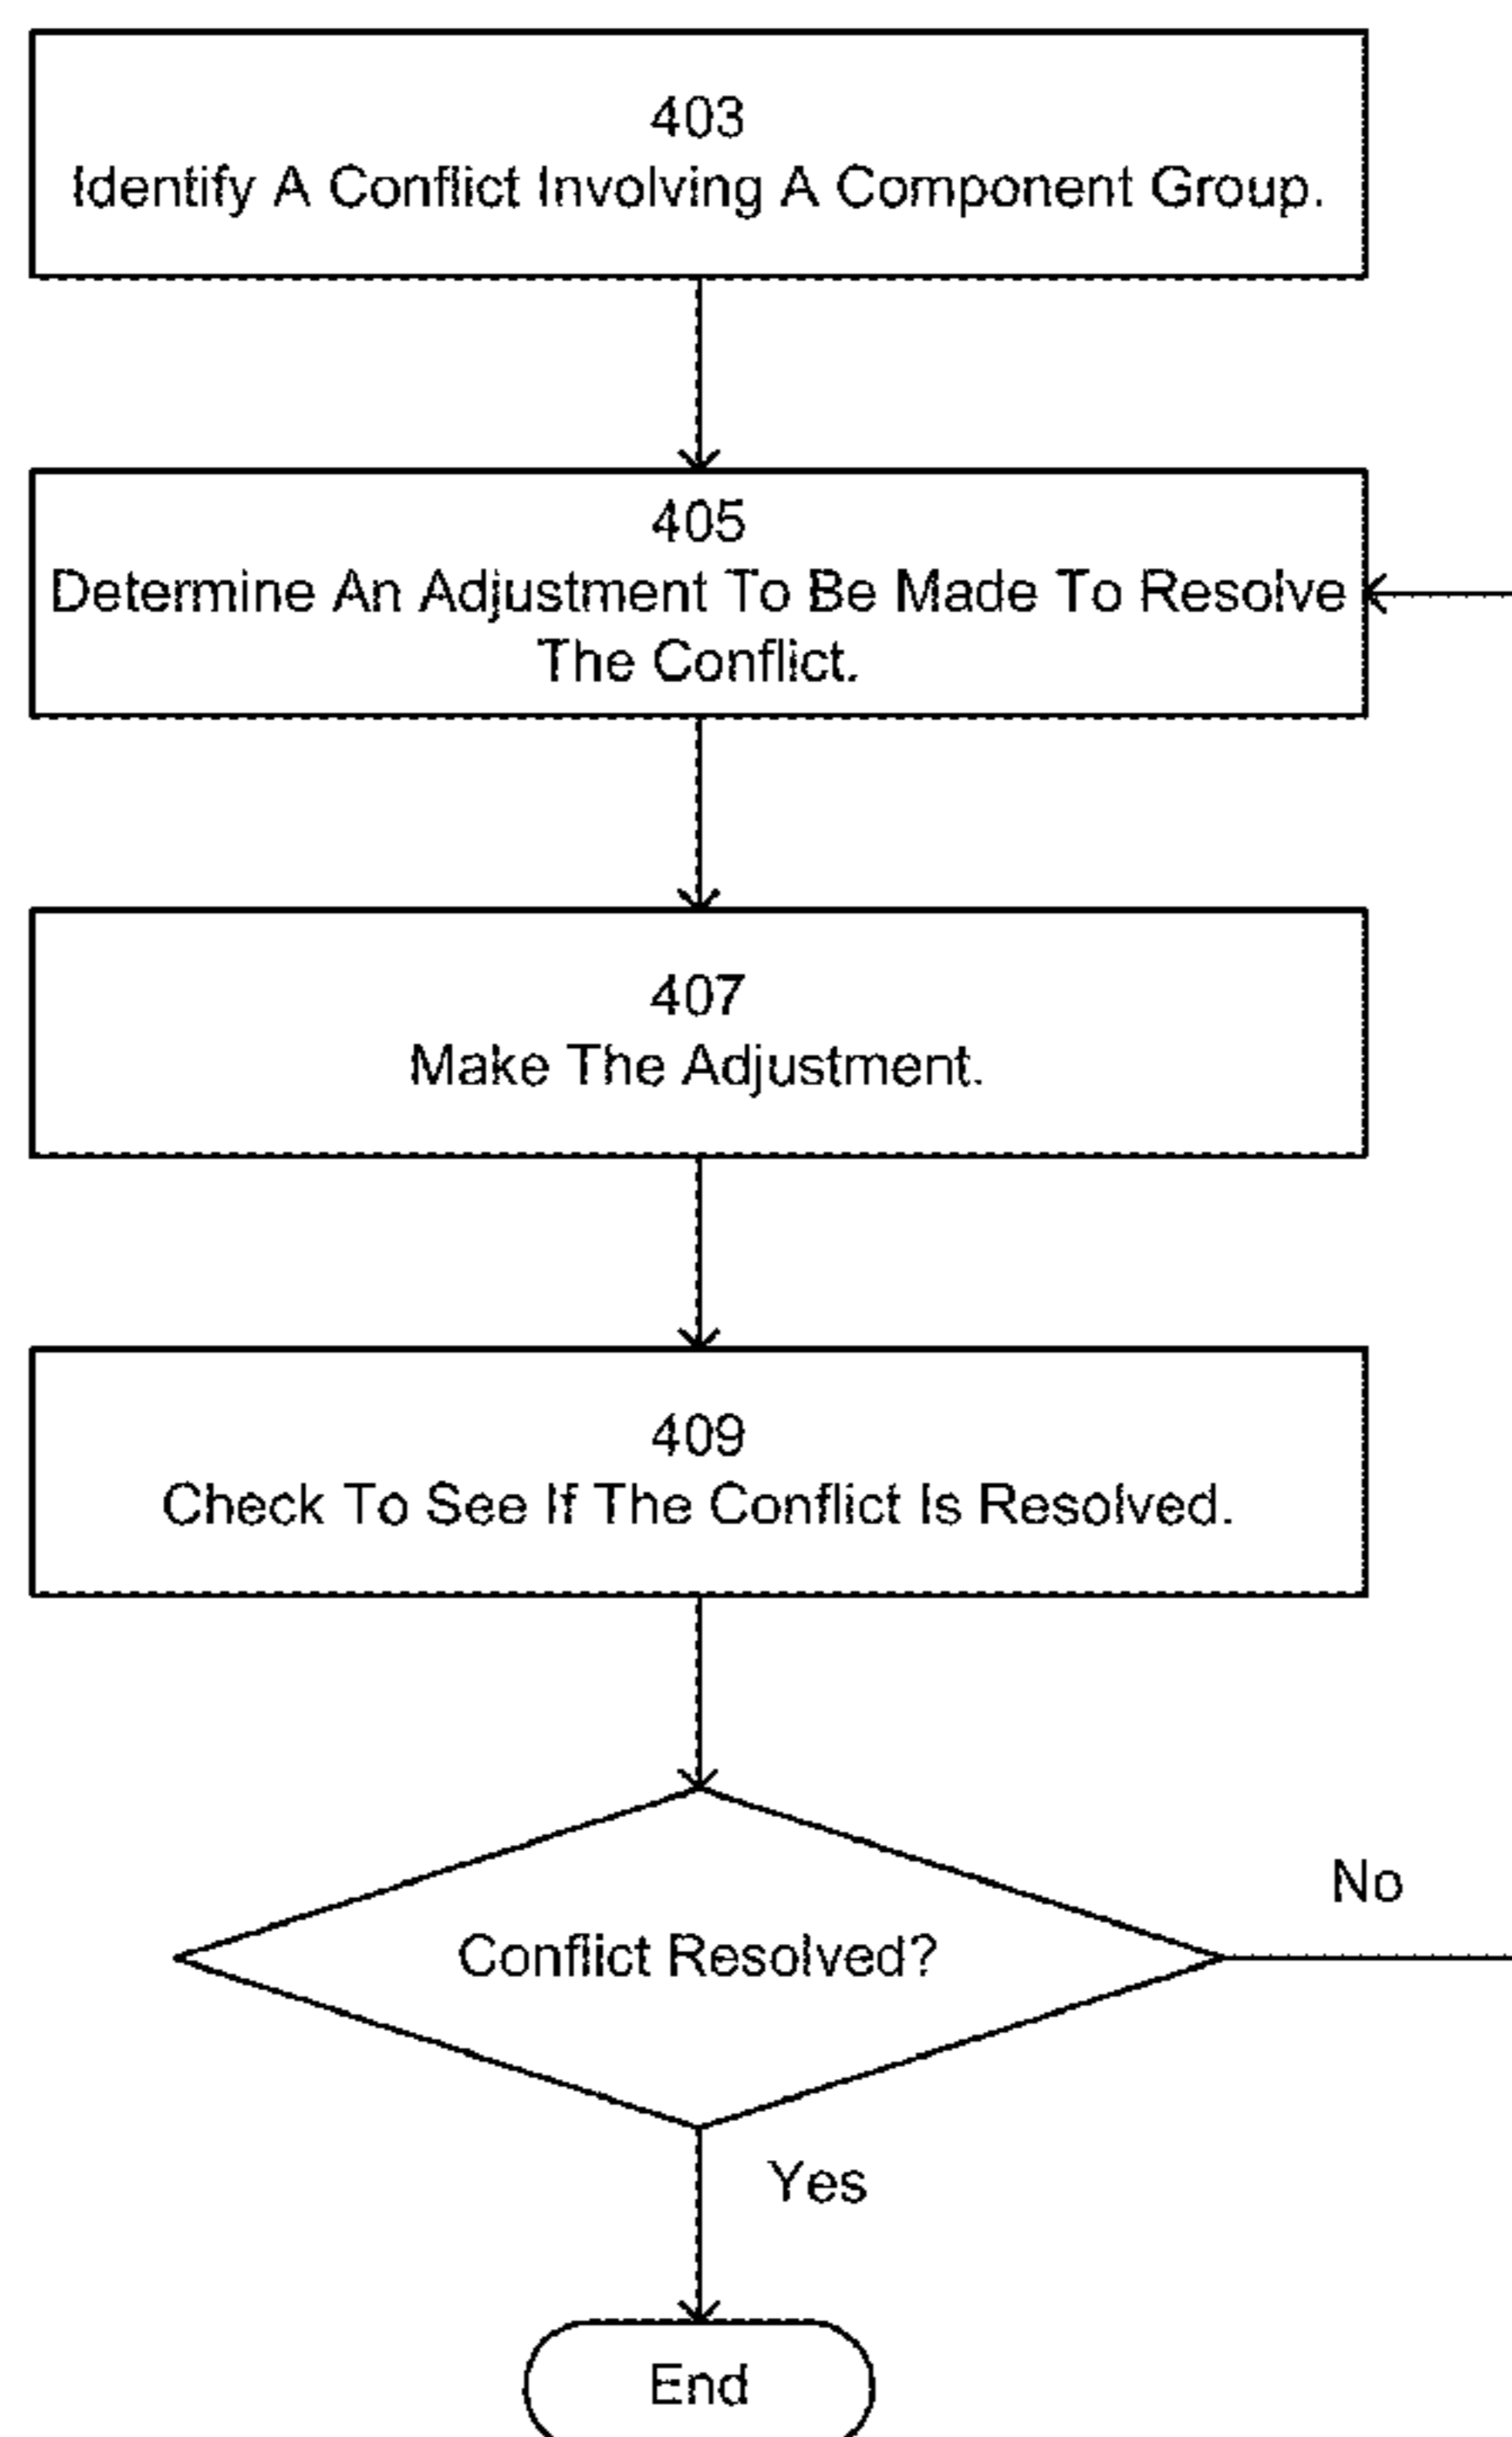 403
Identify A Conflict Involving A Component Group.
405
Determine An Adjustment To Be Made To Resolve
The Conflict.
407
Make The Adjustment.
409
Check To See If The Conflict Is Resolved.
No
Conflict Resolved?
Yes
End